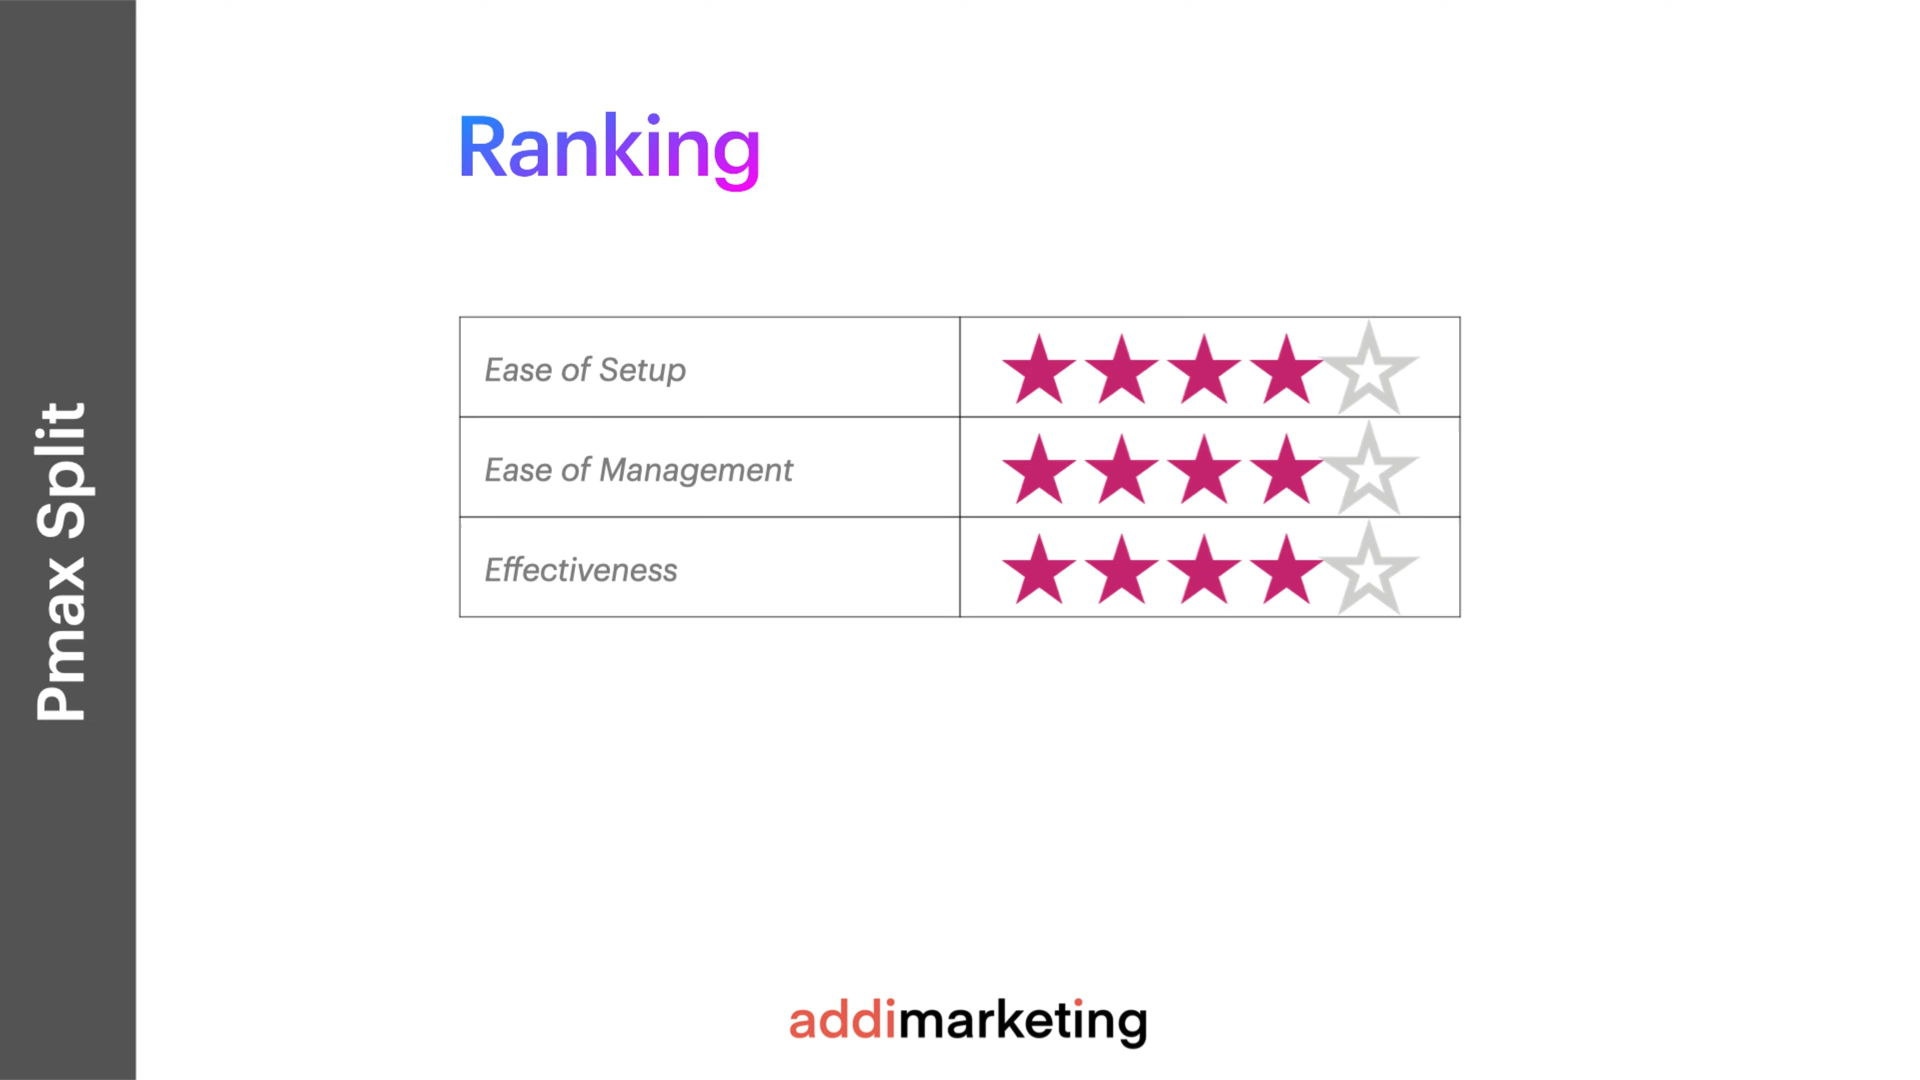 Pmax Split
Ranking
Ease of Setup
Ease of Management
Effectiveness
addimarketing